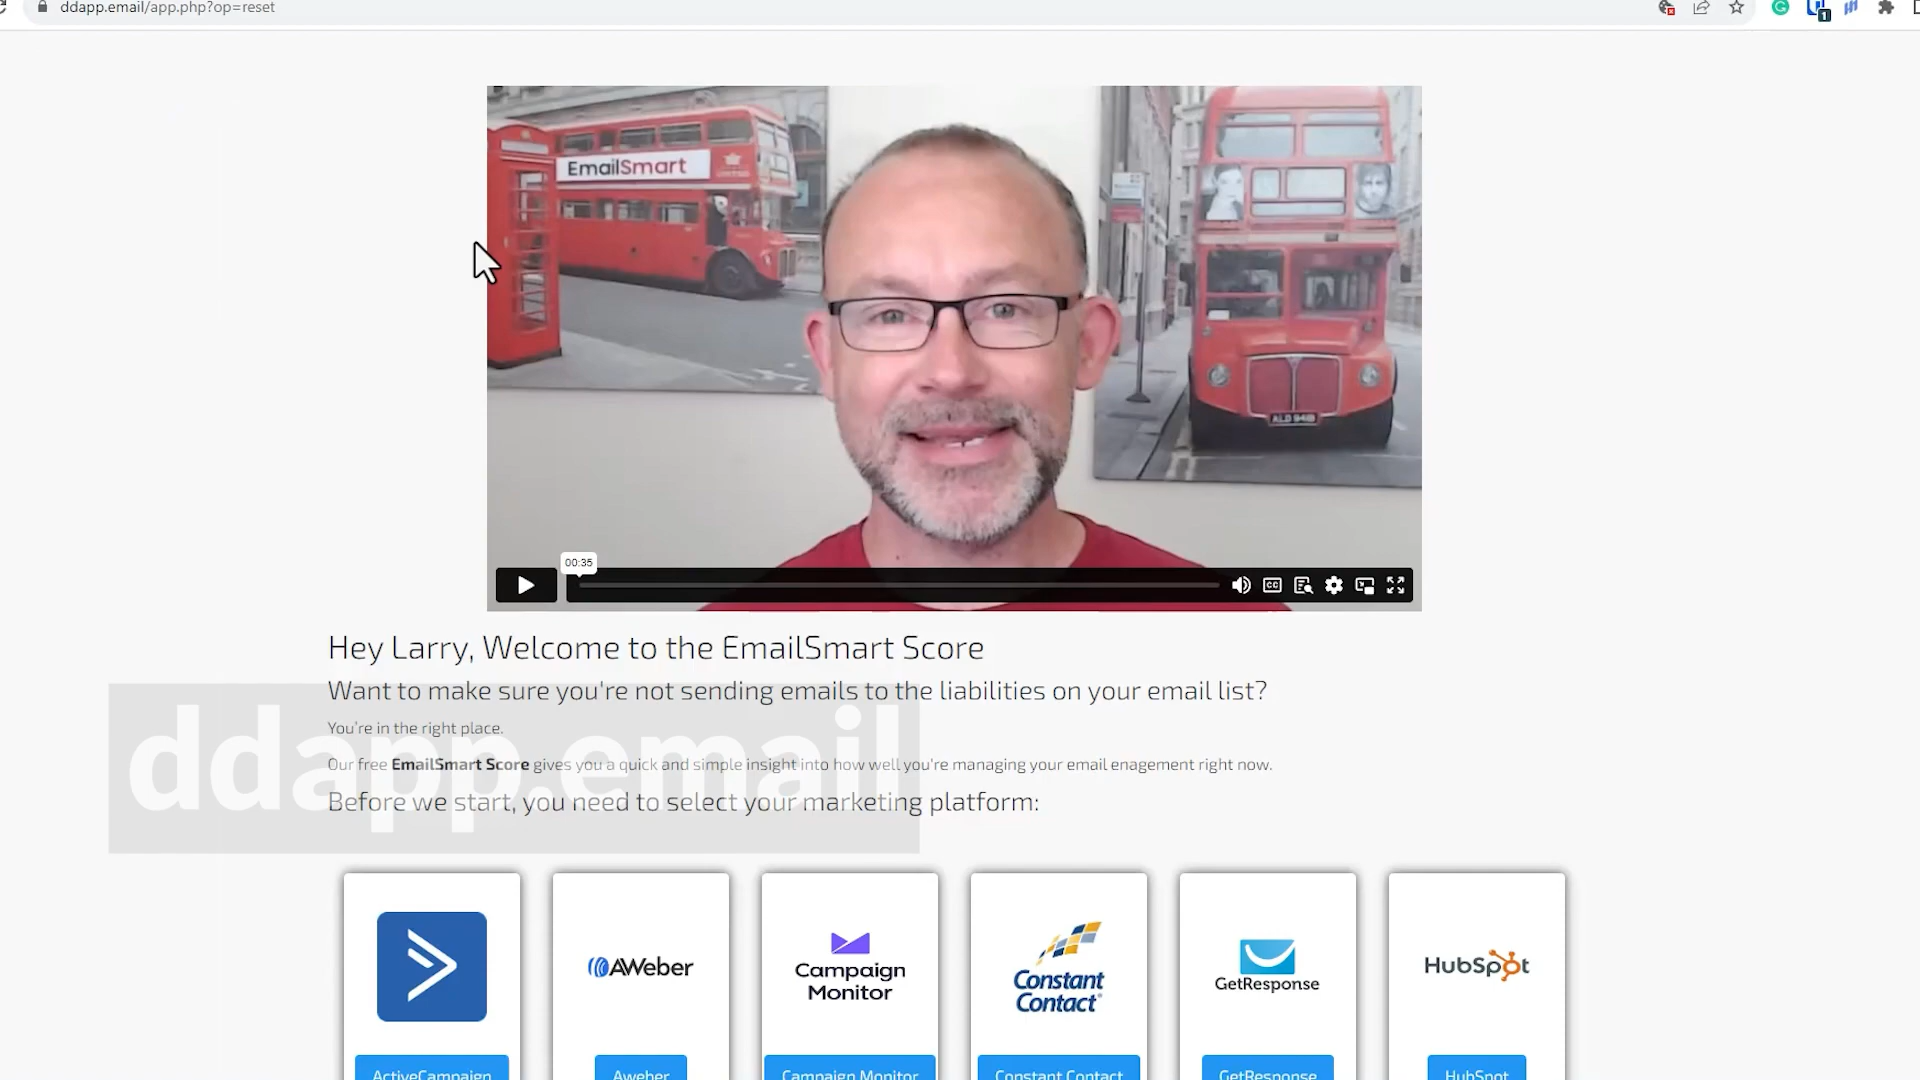 ddapp.email/app.php?op=reset
1
EmailSmart
ALD 941B
00:35
CC
Hey Larry, Welcome to the EmailSmart Score
Want to make sure you're not sending emails to the liabilities on your email list?
You're in the right place.
Our free EmailSmart Score gives you a quick and simple insight into how well you're managing your email enagement right now.
Before we start, you need to select your marketing platform:
ddapp.email
AWeber
Campaign
Monitor
Constant
Contact
GetResponse
HubSpot
ActiveCampaign
Aweber
Campaign Monitor
Constant Contact
GetResponse
HubSpot